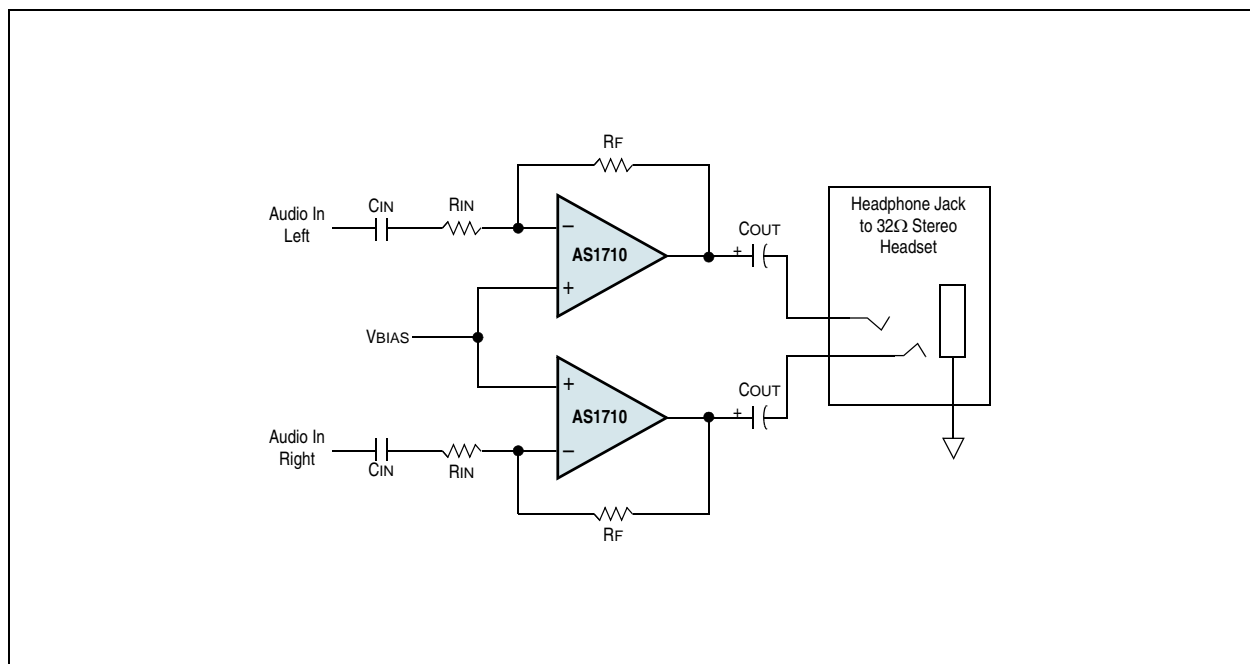 RF
CIN
RIN
Audio In
Left
−
AS1710
+
COUT
+
Headphone Jack
to 32Ω Stereo
Headset
VBIAS
+
AS1710
−
COUT
+
Audio In
Right
CIN
RIN
RF